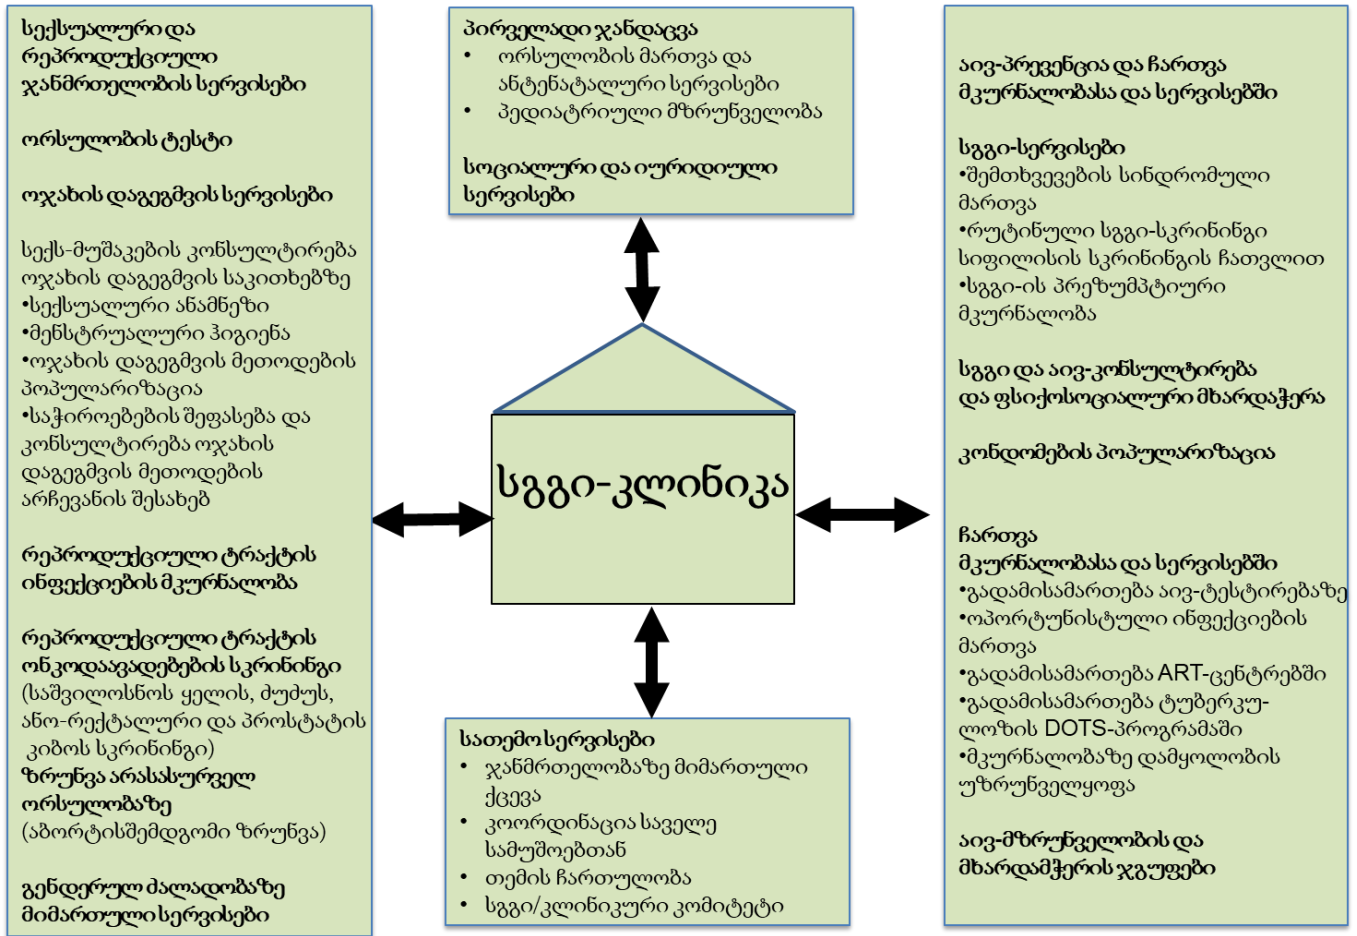 სექსუალური და
რეპროდუქციული
ჯანმრთელობის სერვისები
ორსულობის ტესტი
ოჯახის დაგეგმვის სერვისები
სექს-მუშაკების კონსულტირება
ოჯახის დაგეგმვის საკითხებზე
•სექსუალური ანამნეზი
•მენსტრუალური ჰიგიენა
•ოჯახის დაგეგმვის მეთოდების
პოპულარიზაცია
•საჭიროებების შეფასება და
კონსულტირება ოჯახის
დაგეგმვის მეთოდების
არჩევანის შესახებ
რეპროდუქციული ტრაქტის
ინფექციების მკურნალობა
რეპროდუქციული ტრაქტის
ონკოდაავადებების სკრინინგი
(საშვილოსნოს ყელის, ძუძუს,
ანო-რექტალური და პროსტატის
კიბოს სკრინინგი)
ზრუნვა არასასურველ
ორსულობაზე
(აბორტისშემდგომი ზრუნვა)
გენდერულ ძალადობაზე
მიმართული სერვისები
პირველადი ჯანდაცვა
• ორსულობის მართვა და
ანტენატალური სერვისები
• პედიატრიული მზრუნველობა
სოციალური და იურიდიული
სერვისები
სგგი-კლინიკა
სათემო სერვისები
• ჯანმრთელობაზე მიმართული
ქცევა
• კოორდინაცია საველე
სამუშოებთან
• თემის ჩართულობა
• სგგი/კლინიკური კომიტეტი
აივ-პრევენცია და ჩართვა
მკურნალობასა და სერვისებში
სგგი-სერვისები
•შემთხვევების სინდრომული
მართვა
•რუტინული სგგი-სკრინინგი
სიფილისის სკრინინგის ჩათვლით
•სგგი-ის პრეზუმპტიური
მკურნალობა
სგგი და აივ-კონსულტირება
და ფსიქოსოციალური მხარდაჭერა
კონდომების პოპულარიზაცია
ჩართვა
მკურნალობასა და სერვისებში
•გადამისამართება აივ-ტესტირებაზე
•ოპორტუნისტული ინფექციების
მართვა
•გადამისამართება ART-ცენტრებში
•გადამისამართება ტუბერკუ-
ლოზის DOTS-პროგრამაში
•მკურნალობაზე დამყოლობის
უზრუნველყოფა
აივ-მზრუნველობის და
მხარდამჭერის ჯგუფები